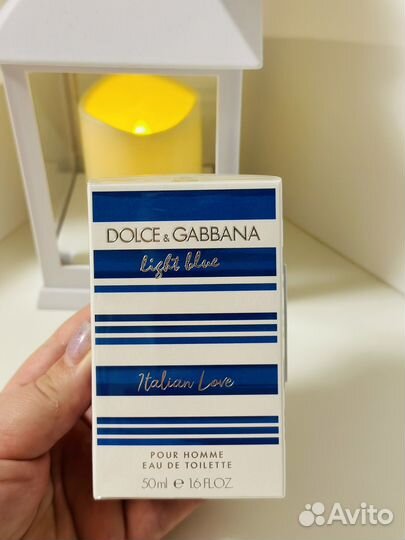 DOLCE & GABBANA
light blue
Italian Love
POUR HOMME
EAU DE TOILETTE
50ml e 1.6 FL.OZ.
Avito